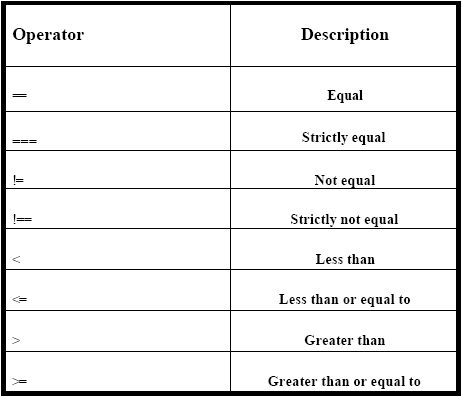 Operator Description
== Equal
=== Strictly equal
!= Not equal
!== Strictly not equal
< Less than
<= Less than or equal to
> Greater than
>= Greater than or equal to